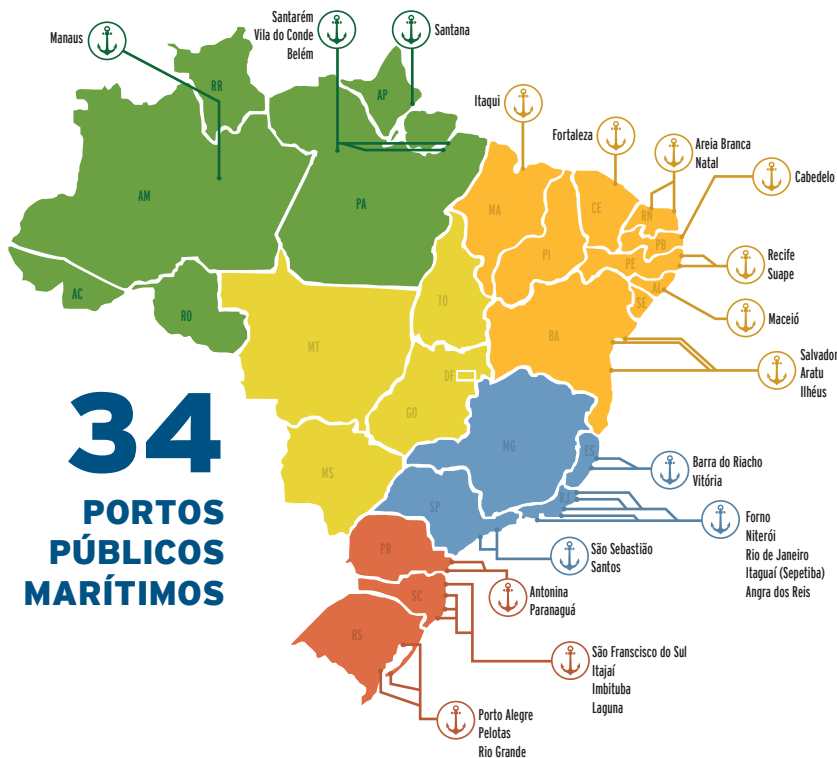 Manaus
Santarém
Vila do Conde
Belém
Santana
RR
AP
Itaqui
Fortaleza
Areia Branca
Natal
Cabedelo
AM
PA
MA
CE
RN
PB
PI
PE
AL
SE
Recife
Suape
Maceió
AC
RO
TO
BA
MT
DF
GO
Salvador
Aratu
Ilhéus
34
PORTOS
PÚBLICOS
MARÍTIMOS
MS
MG
ES
Barra do Riacho
Vitória
SP
RJ
Forno
Niterói
Rio de Janeiro
Itaguaí (Sepetiba)
Angra dos Reis
São Sebastião
Santos
PR
Antonina
Paranaguá
SC
RS
São Franscisco do Sul
Itajaí
Imbituba
Laguna
Porto Alegre
Pelotas
Rio Grande